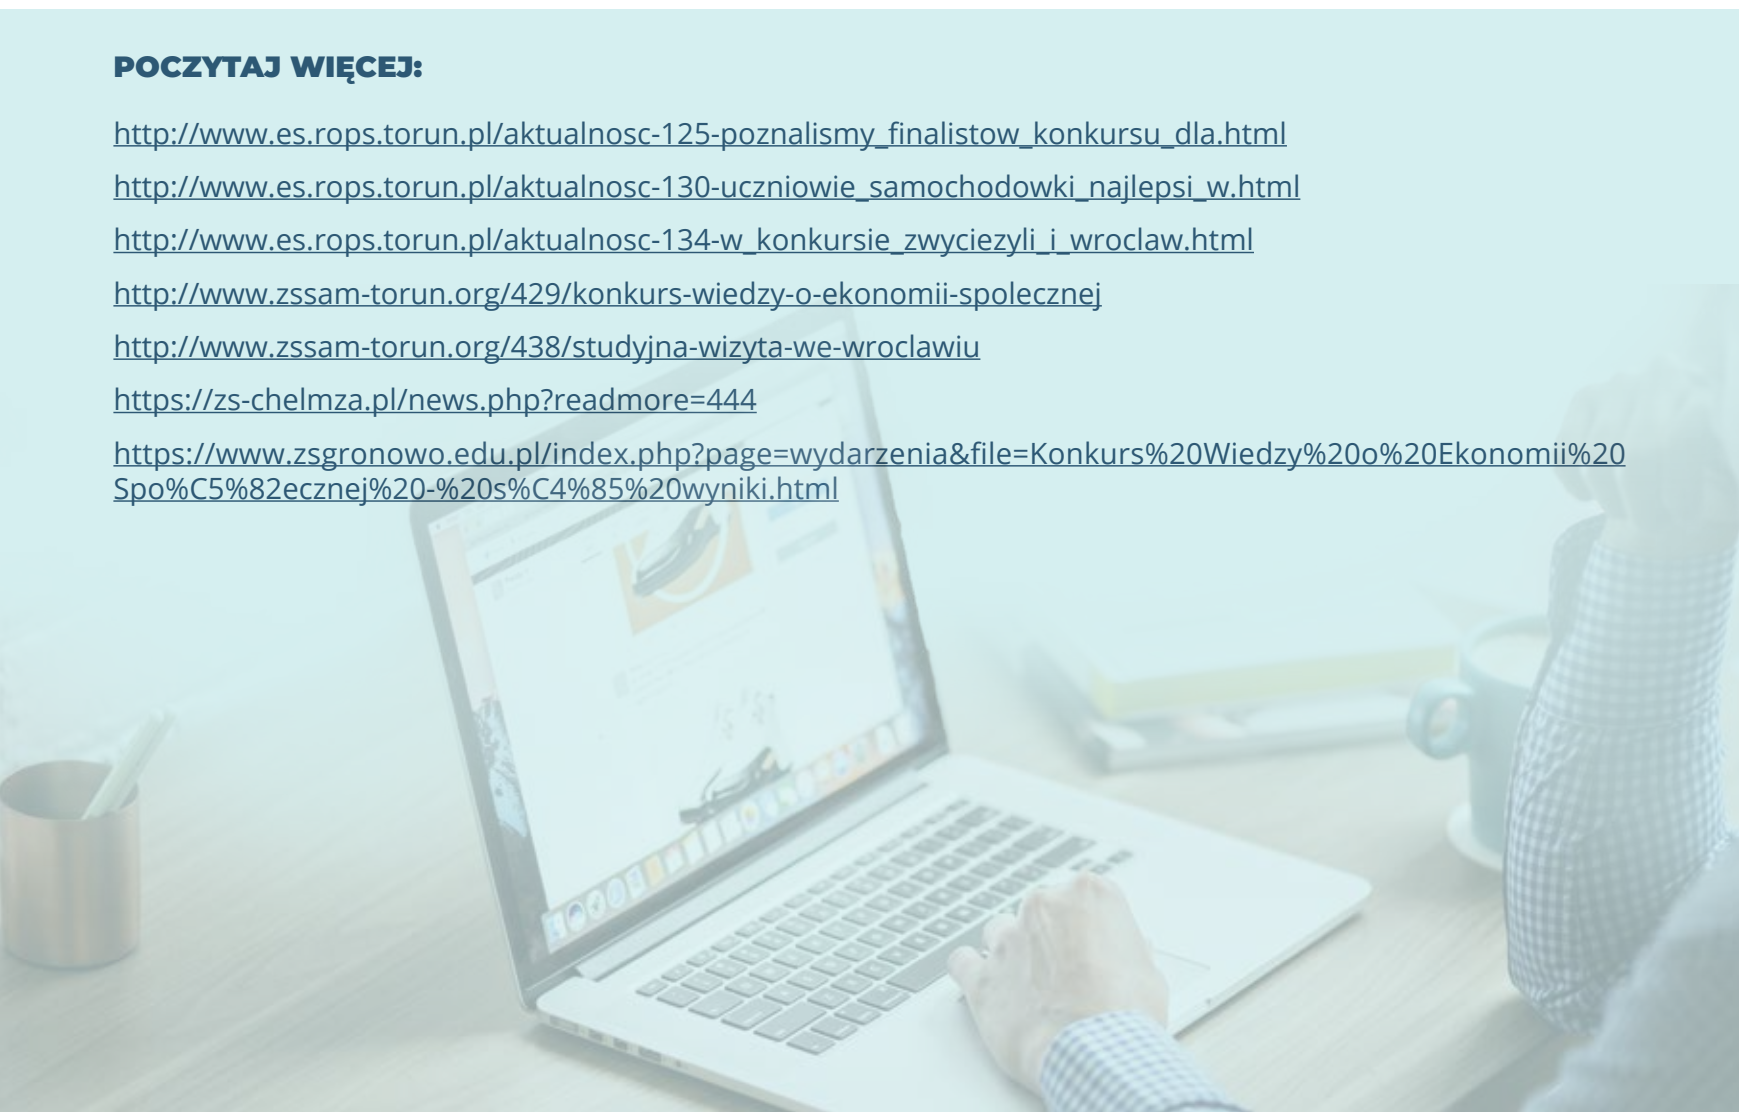 POCZYTAJ WIĘCEJ:
http://www.es.rops.torun.pl/aktualnosc-125-poznalismy_finalistow_konkursu_dla.html
http://www.es.rops.torun.pl/aktualnosc-130-uczniowie_samochodowki_najlepsi_w.html
http://www.es.rops.torun.pl/aktualnosc-134-w_konkursie_zwyciezyli_i_wroclaw.html
http://www.zssam-torun.org/429/konkurs-wiedzy-o-ekonomii-spolecznej
http://www.zssam-torun.org/438/studyjna-wizyta-we-wroclawiu
https://zs-chelmza.pl/news.php?readmore=444
https://www.zsgronowo.edu.pl/index.php?page=wydarzenia&file=Konkurs%20Wiedzy%20o%20Ekonomii%20
Spo%C5%82ecznej%20-%20s%C4%85%20wyniki.html